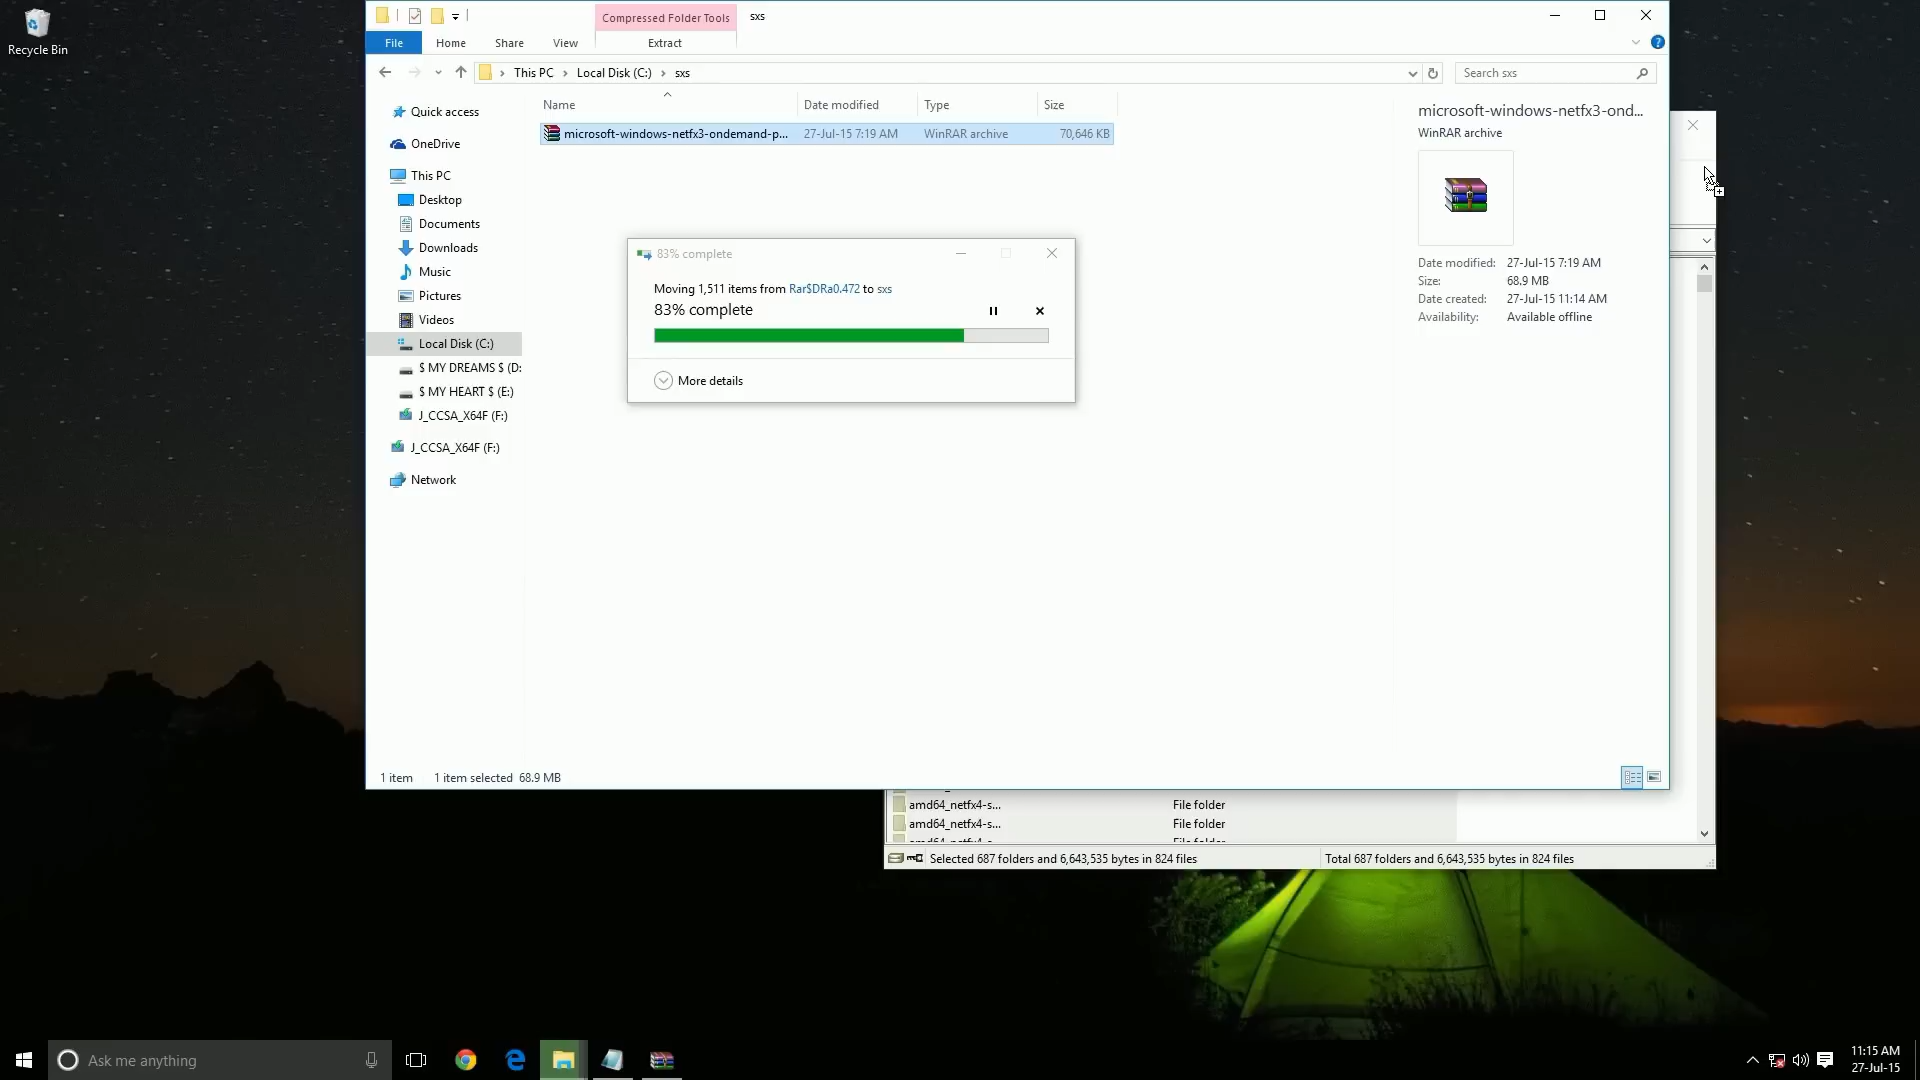 Recycle Bin
Compressed Folder Tools
sxs
File
Home
Share
View
Extract
This PC
Local Disk (C:)
sxs
Search sxs
Name
Date modified
Type
Size
microsoft-windows-netfx3-ondemand-p...
27-Jul-15 7:19 AM
WinRAR archive
70,646 KB
Quick access
OneDrive
This PC
Desktop
Documents
Downloads
Music
Pictures
Videos
Local Disk (C:)
$ MY DREAMS $ (D:
$ MY HEART $ (E:)
J_CCSA_X64F (F:)
J_CCSA_X64F (F:)
Network
83% complete
Moving 1,511 items from Rar$DRa0.472 to sxs
83% complete
More details
microsoft-windows-netfx3-ond...
WinRAR archive
Date modified: 27-Jul-15 7:19 AM
Size: 68.9 MB
Date created: 27-Jul-15 11:14 AM
Availability: Available offline
1 item
1 item selected 68.9 MB
amd64_netfx4-s...
File folder
amd64_netfx4-s...
File folder
Selected 687 folders and 6,643,535 bytes in 824 files
Total 687 folders and 6,643,535 bytes in 824 files
Ask me anything
11:15 AM
27-Jul-15